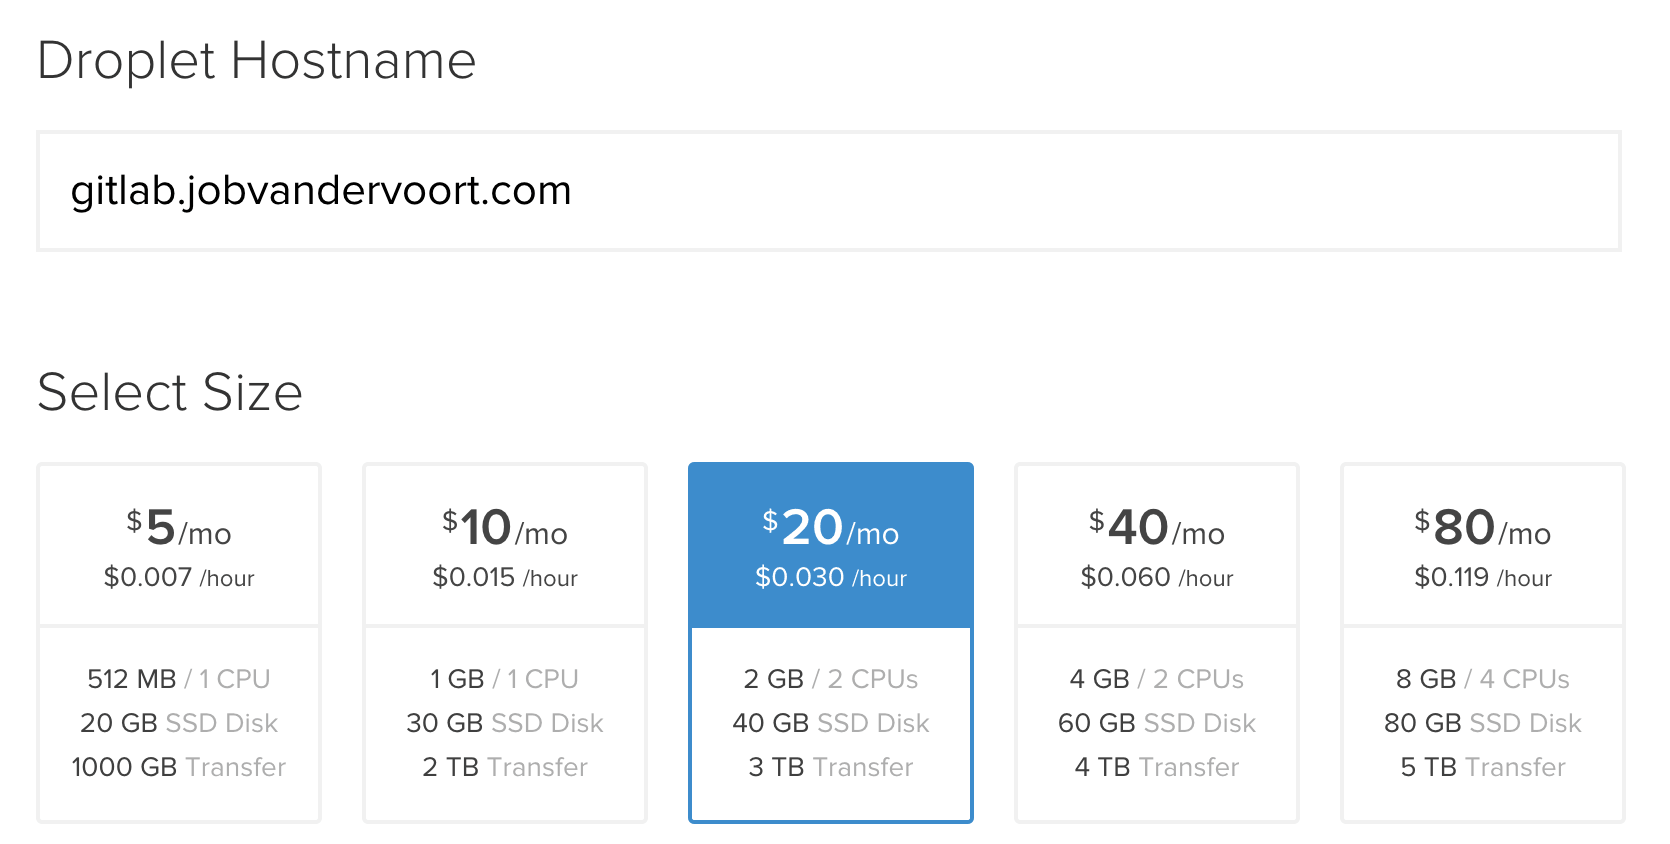 Droplet Hostname
gitlab.jobvandervoort.com
Select Size
$5/mo
$0.007 /hour
512 MB / 1 CPU
20 GB SSD Disk
1000 GB Transfer
$10/mo
$0.015 /hour
1 GB / 1 CPU
30 GB SSD Disk
2 TB Transfer
$20/mo
$0.030 /hour
2 GB / 2 CPUs
40 GB SSD Disk
3 TB Transfer
$40/mo
$0.060 /hour
4 GB / 2 CPUs
60 GB SSD Disk
4 TB Transfer
$80/mo
$0.119 /hour
8 GB / 4 CPUs
80 GB SSD Disk
5 TB Transfer